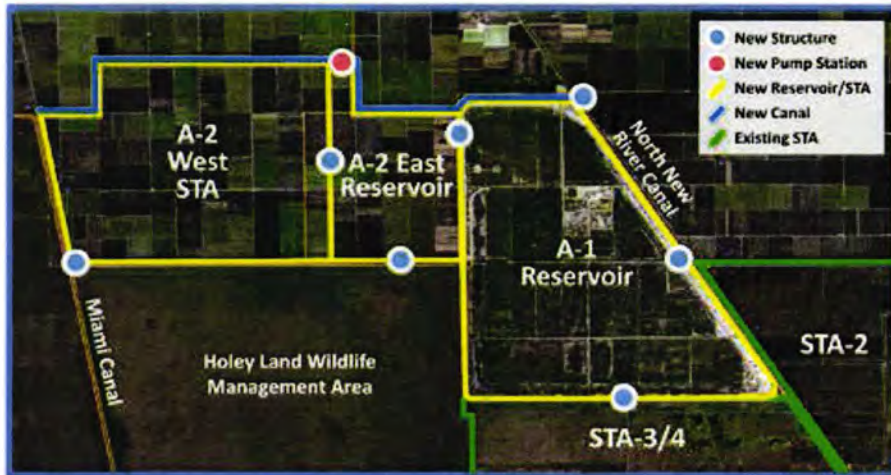 New Structure
New Pump Station
New Reservoir/STA
New Canal
Existing STA
A-2
West
STA
A-2 East
Reservoir
North New
River Canal
A-1
Reservoir
Miami Canal
Holey Land Wildlife
Management Area
STA-2
STA-3/4